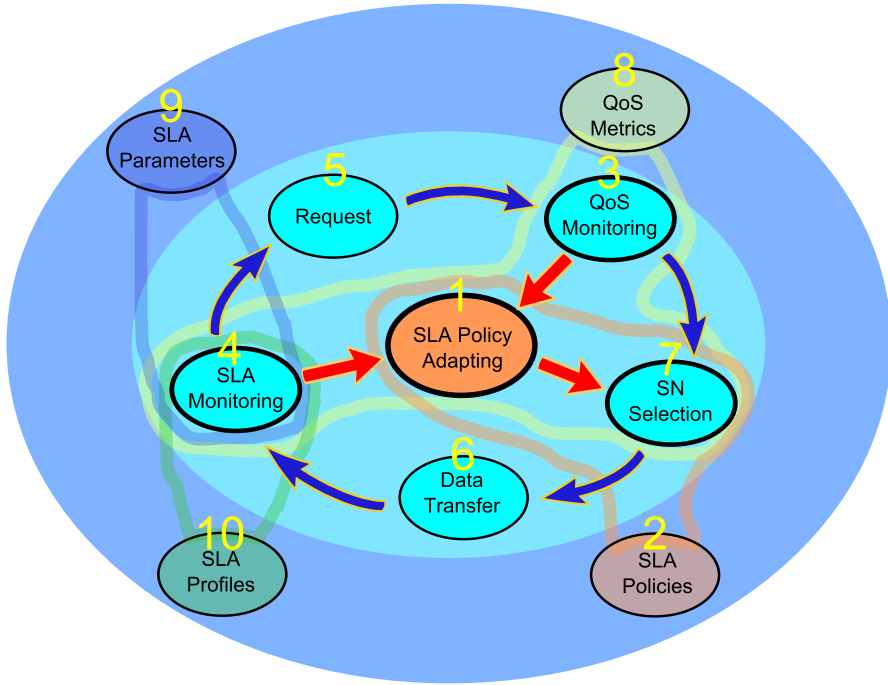 8
QoS
Metrics
9
SLA
Parameters
5
Request
3
QoS
Monitoring
1
SLA Policy
Adapting
4
SLA
Monitoring
7
SN
Selection
6
Data
Transfer
10
SLA
Profiles
2
SLA
Policies